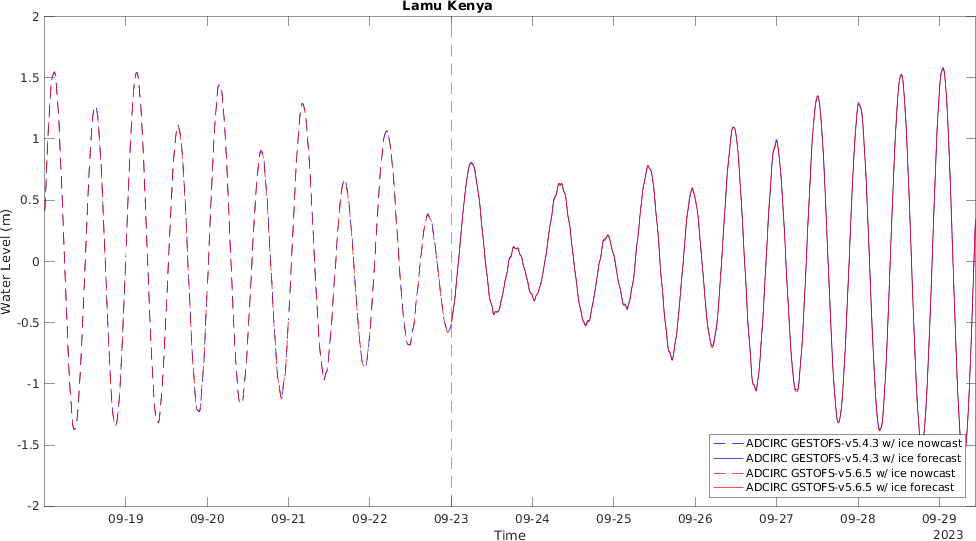 Lamu Kenya
2
1.5
1
0.5
0
-0.5
-1
-1.5
-2
Water Level (m)
09-19 09-20 09-21 09-22 09-23 09-24 09-25 09-26 09-27 09-28 09-29
Time
2023
ADCIRC GESTOFS-v5.4.3 w/ ice nowcast
ADCIRC GESTOFS-v5.4.3 w/ ice forecast
ADCIRC GSTOFS-v5.6.5 w/ ice nowcast
ADCIRC GSTOFS-v5.6.5 w/ ice forecast